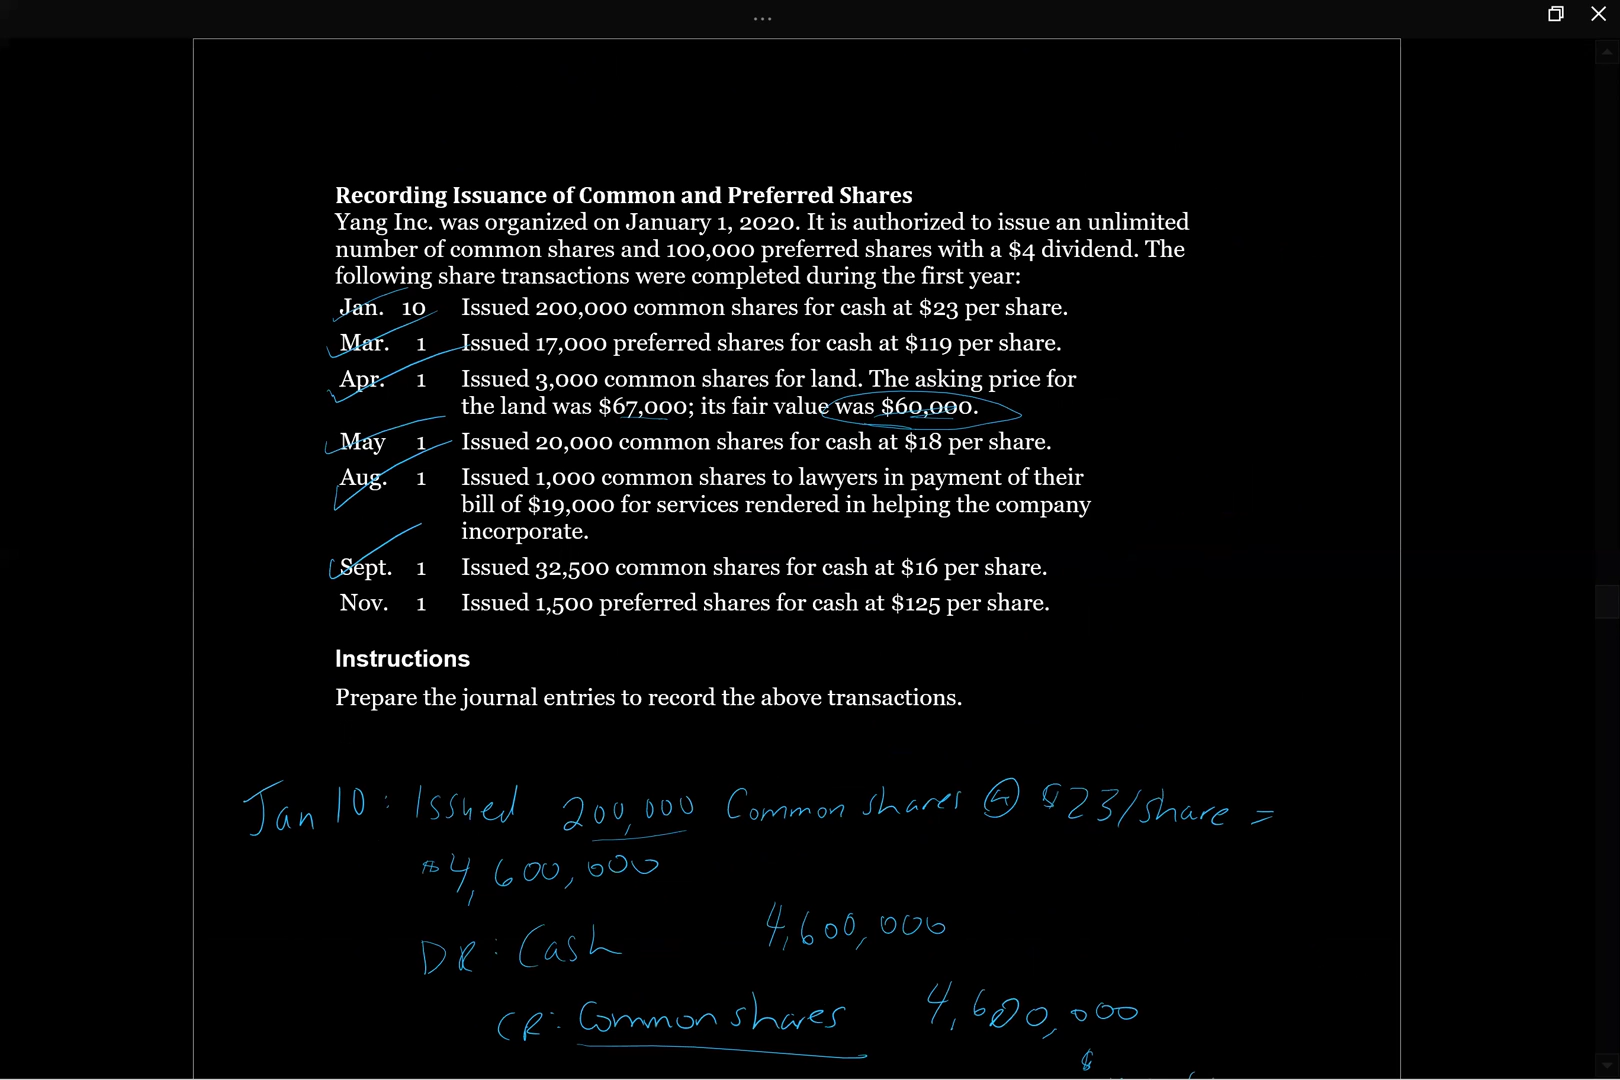 Recording Issuance of Common and Preferred Shares
Yang Inc. was organized on January 1, 2020. It is authorized to issue an unlimited
number of common shares and 100,000 preferred shares with a $4 dividend. The
following share transactions were completed during the first year:
Jan. 10 Issued 200,000 common shares for cash at $23 per share.
Mar. 1 Issued 17,000 preferred shares for cash at $119 per share.
Apr. 1 Issued 3,000 common shares for land. The asking price for
the land was $67,000; its fair value was $60,000.
May 1 Issued 20,000 common shares for cash at $18 per share.
Aug. 1 Issued 1,000 common shares to lawyers in payment of their
bill of $19,000 for services rendered in helping the company
incorporate.
Sept. 1 Issued 32,500 common shares for cash at $16 per share.
Nov. 1 Issued 1,500 preferred shares for cash at $125 per share.
Instructions
Prepare the journal entries to record the above transactions.
Jan 10: Issued 200,000 Common shares @ $23/share =
$4,600,000
DR: Cash 4,600,000
CR: Common shares 4,600,000
$